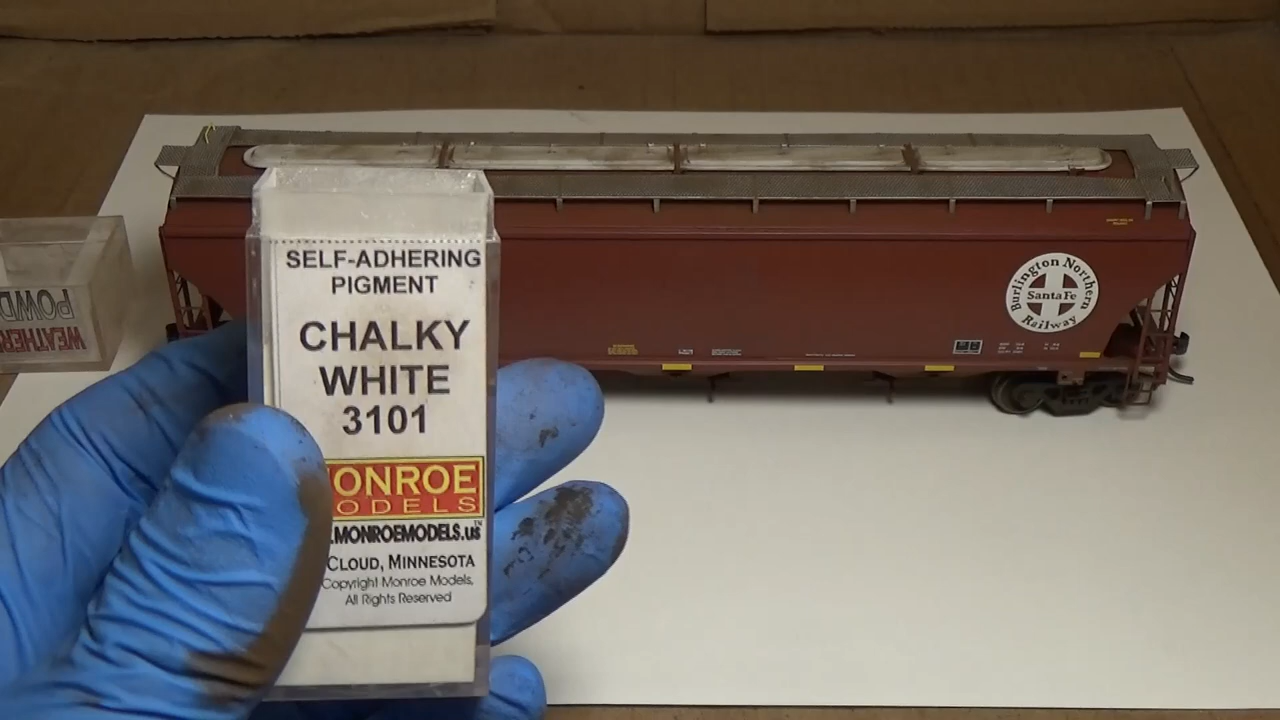 SELF-ADHERING
PIGMENT
CHALKY
WHITE
3101
ONROE
ODELS
.MONROEMODELS.us™
CLOUD, MINNESOTA
Copyright Monroe Models,
All Rights Reserved
WEATHER
POWD
Burlington Northern
Santa Fe
Railway